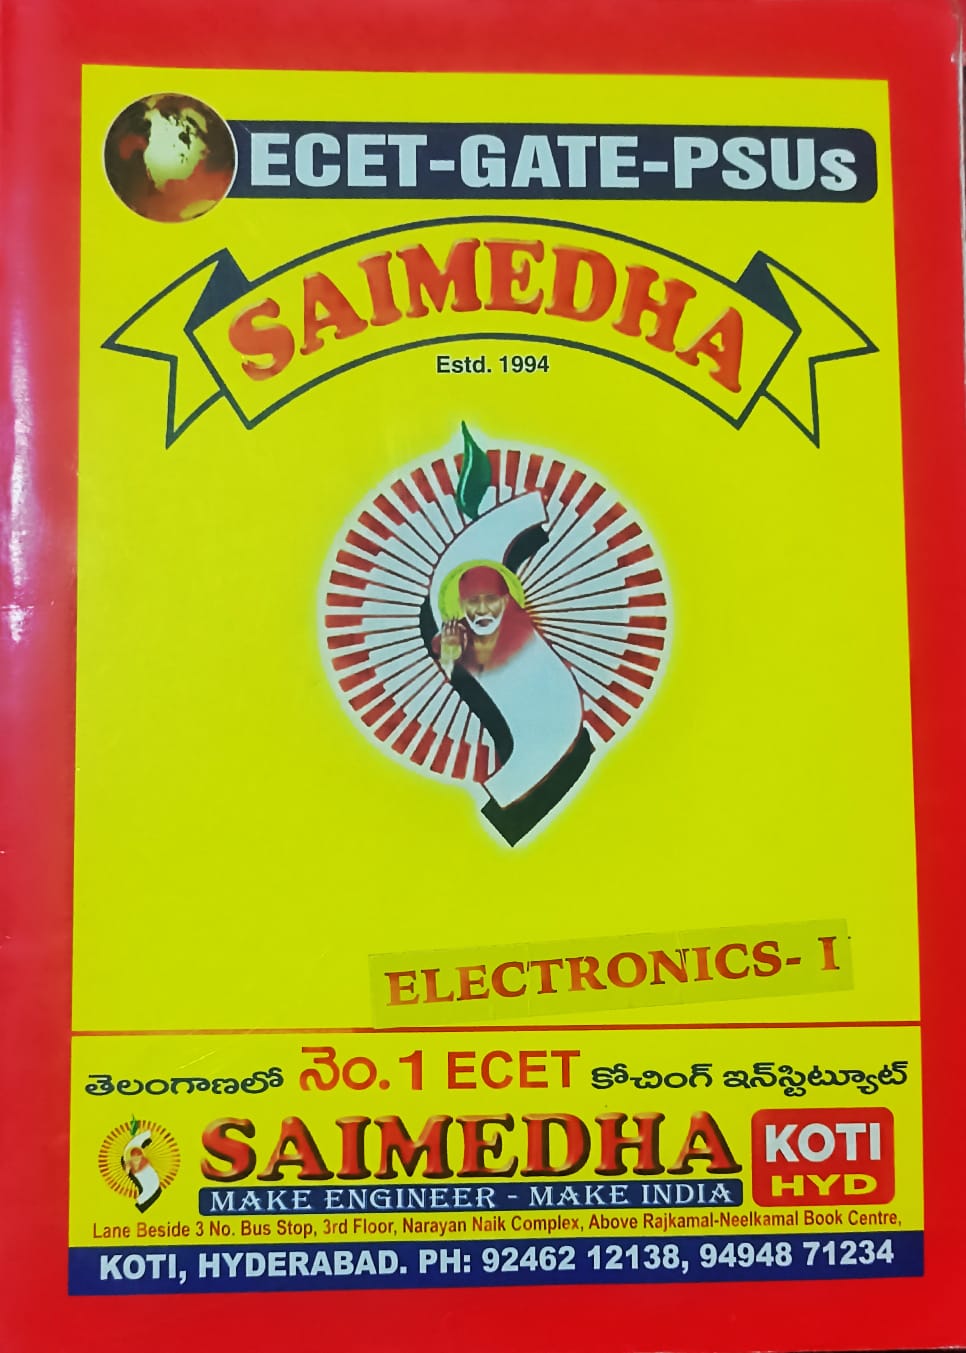 ECET-GATE-PSUs
SAIMEDHA
Estd. 1994
ELECTRONICS- I
తెలంగాణలో నెం.1 ECET కోచింగ్ ఇన్‌స్టిట్యూట్
SAIMEDHA KOTI
MAKE ENGINEER - MAKE INDIA HYD
Lane Beside 3 No. Bus Stop, 3rd Floor, Narayan Naik Complex, Above Rajkamal-Neelkamal Book Centre,
KOTI, HYDERABAD. PH: 92462 12138, 94948 71234